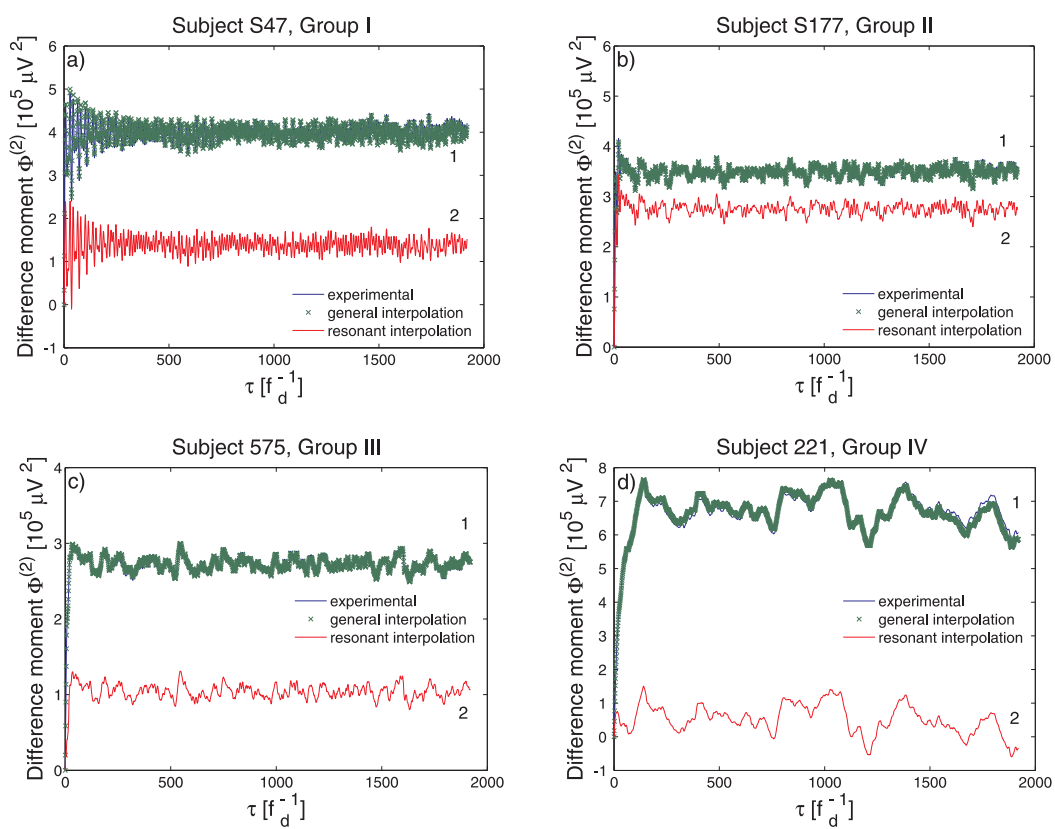 Subject S47, Group I
a)
Difference moment Φ(2) [10^5 μV^2]
6
5
4
3
2
1
0
-1
1
2
experimental
general interpolation
resonant interpolation
0
500
1000
1500
2000
τ [f_d^-1]
Subject S177, Group II
b)
Difference moment Φ(2) [10^5 μV^2]
6
5
4
3
2
1
0
1
2
experimental
general interpolation
resonant interpolation
0
500
1000
1500
2000
τ [f_d^-1]
Subject 575, Group III
c)
Difference moment Φ(2) [10^5 μV^2]
4
3
2
1
0
1
2
experimental
general interpolation
resonant interpolation
0
500
1000
1500
2000
τ [f_d^-1]
Subject 221, Group IV
d)
Difference moment Φ(2) [10^5 μV^2]
8
7
6
5
4
3
2
1
0
-1
1
2
experimental
general interpolation
resonant interpolation
0
500
1000
1500
2000
τ [f_d^-1]